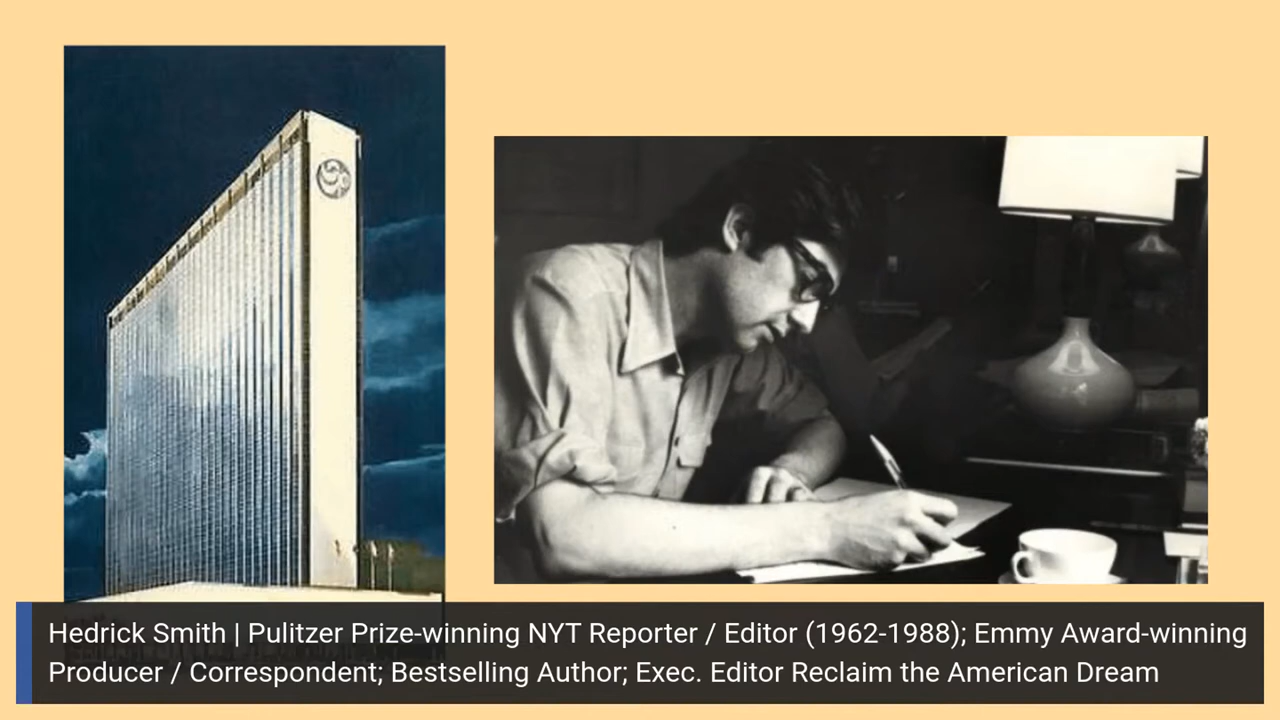 Hedrick Smith | Pulitzer Prize-winning NYT Reporter / Editor (1962-1988); Emmy Award-winning
Producer / Correspondent; Bestselling Author; Exec. Editor Reclaim the American Dream